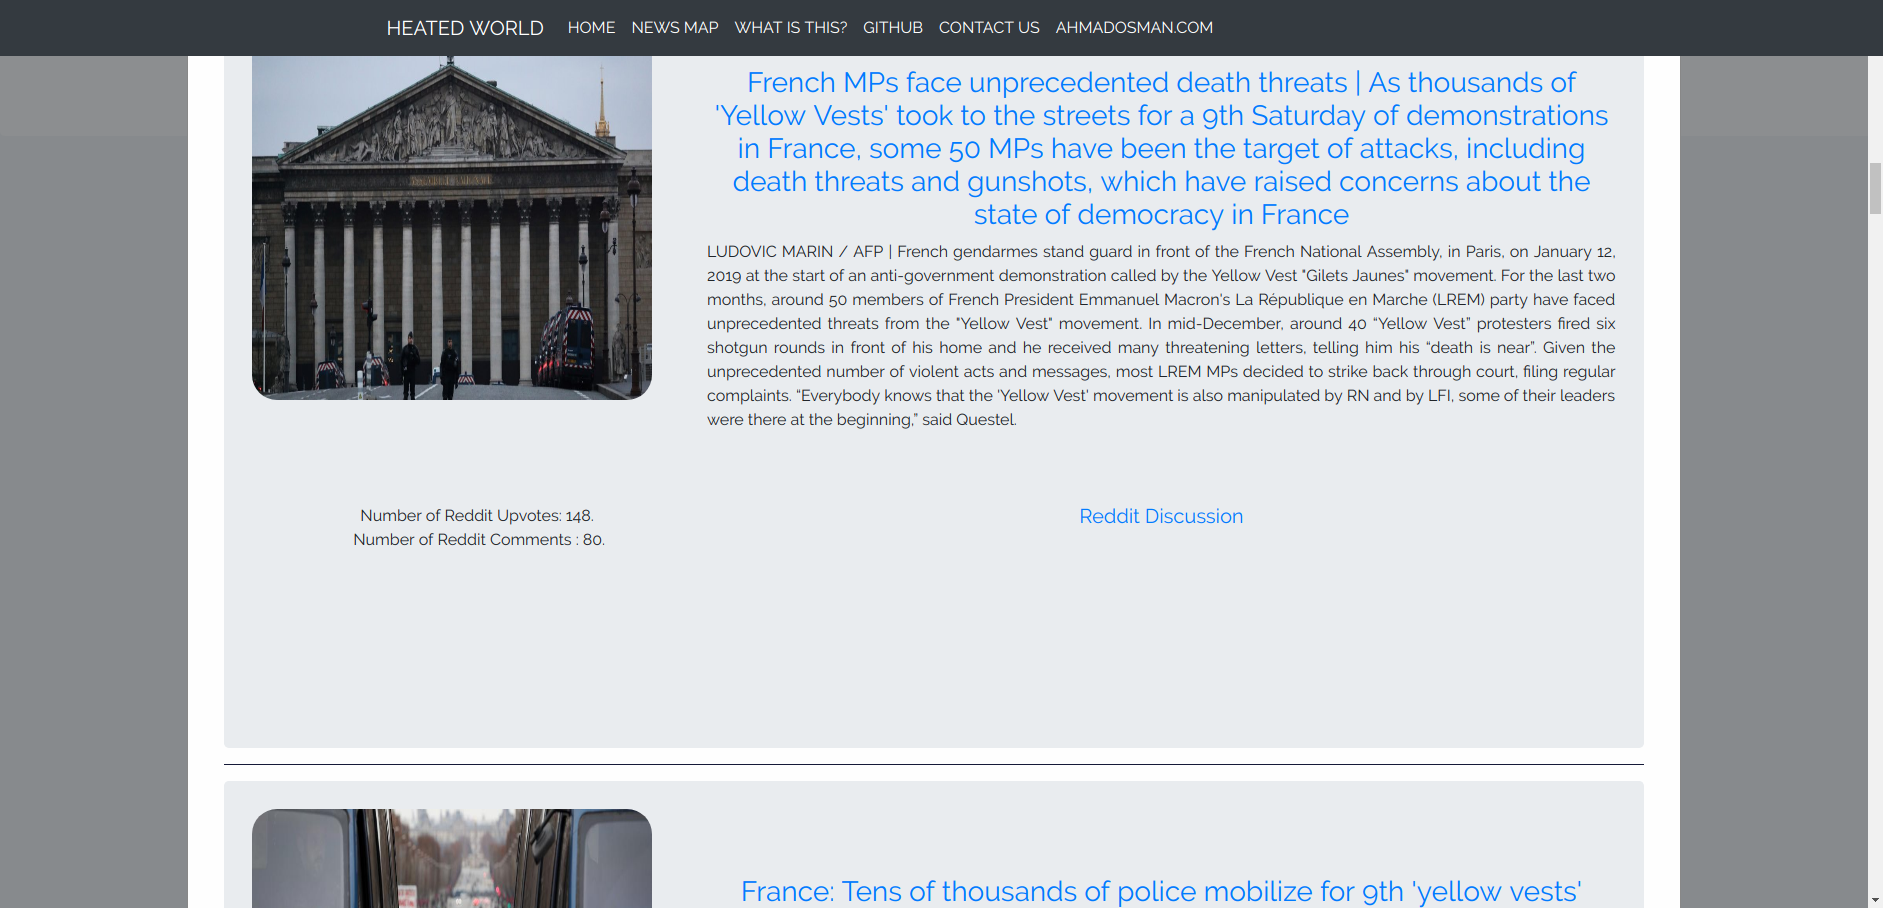 HEATED WORLD HOME NEWS MAP WHAT IS THIS? GITHUB CONTACT US AHMADOSMAN.COM
French MPs face unprecedented death threats | As thousands of
'Yellow Vests' took to the streets for a 9th Saturday of demonstrations
in France, some 50 MPs have been the target of attacks, including
death threats and gunshots, which have raised concerns about the
state of democracy in France
LUDOVIC MARIN / AFP | French gendarmes stand guard in front of the French National Assembly, in Paris, on January 12,
2019 at the start of an anti-government demonstration called by the Yellow Vest "Gilets Jaunes" movement. For the last two
months, around 50 members of French President Emmanuel Macron's La République en Marche (LREM) party have faced
unprecedented threats from the "Yellow Vest" movement. In mid-December, around 40 “Yellow Vest” protesters fired six
shotgun rounds in front of his home and he received many threatening letters, telling him his “death is near”. Given the
unprecedented number of violent acts and messages, most LREM MPs decided to strike back through court, filing regular
complaints. “Everybody knows that the 'Yellow Vest' movement is also manipulated by RN and by LFI, some of their leaders
were there at the beginning,” said Questel.
Number of Reddit Upvotes: 148.
Number of Reddit Comments : 80.
Reddit Discussion
France: Tens of thousands of police mobilize for 9th 'yellow vests'